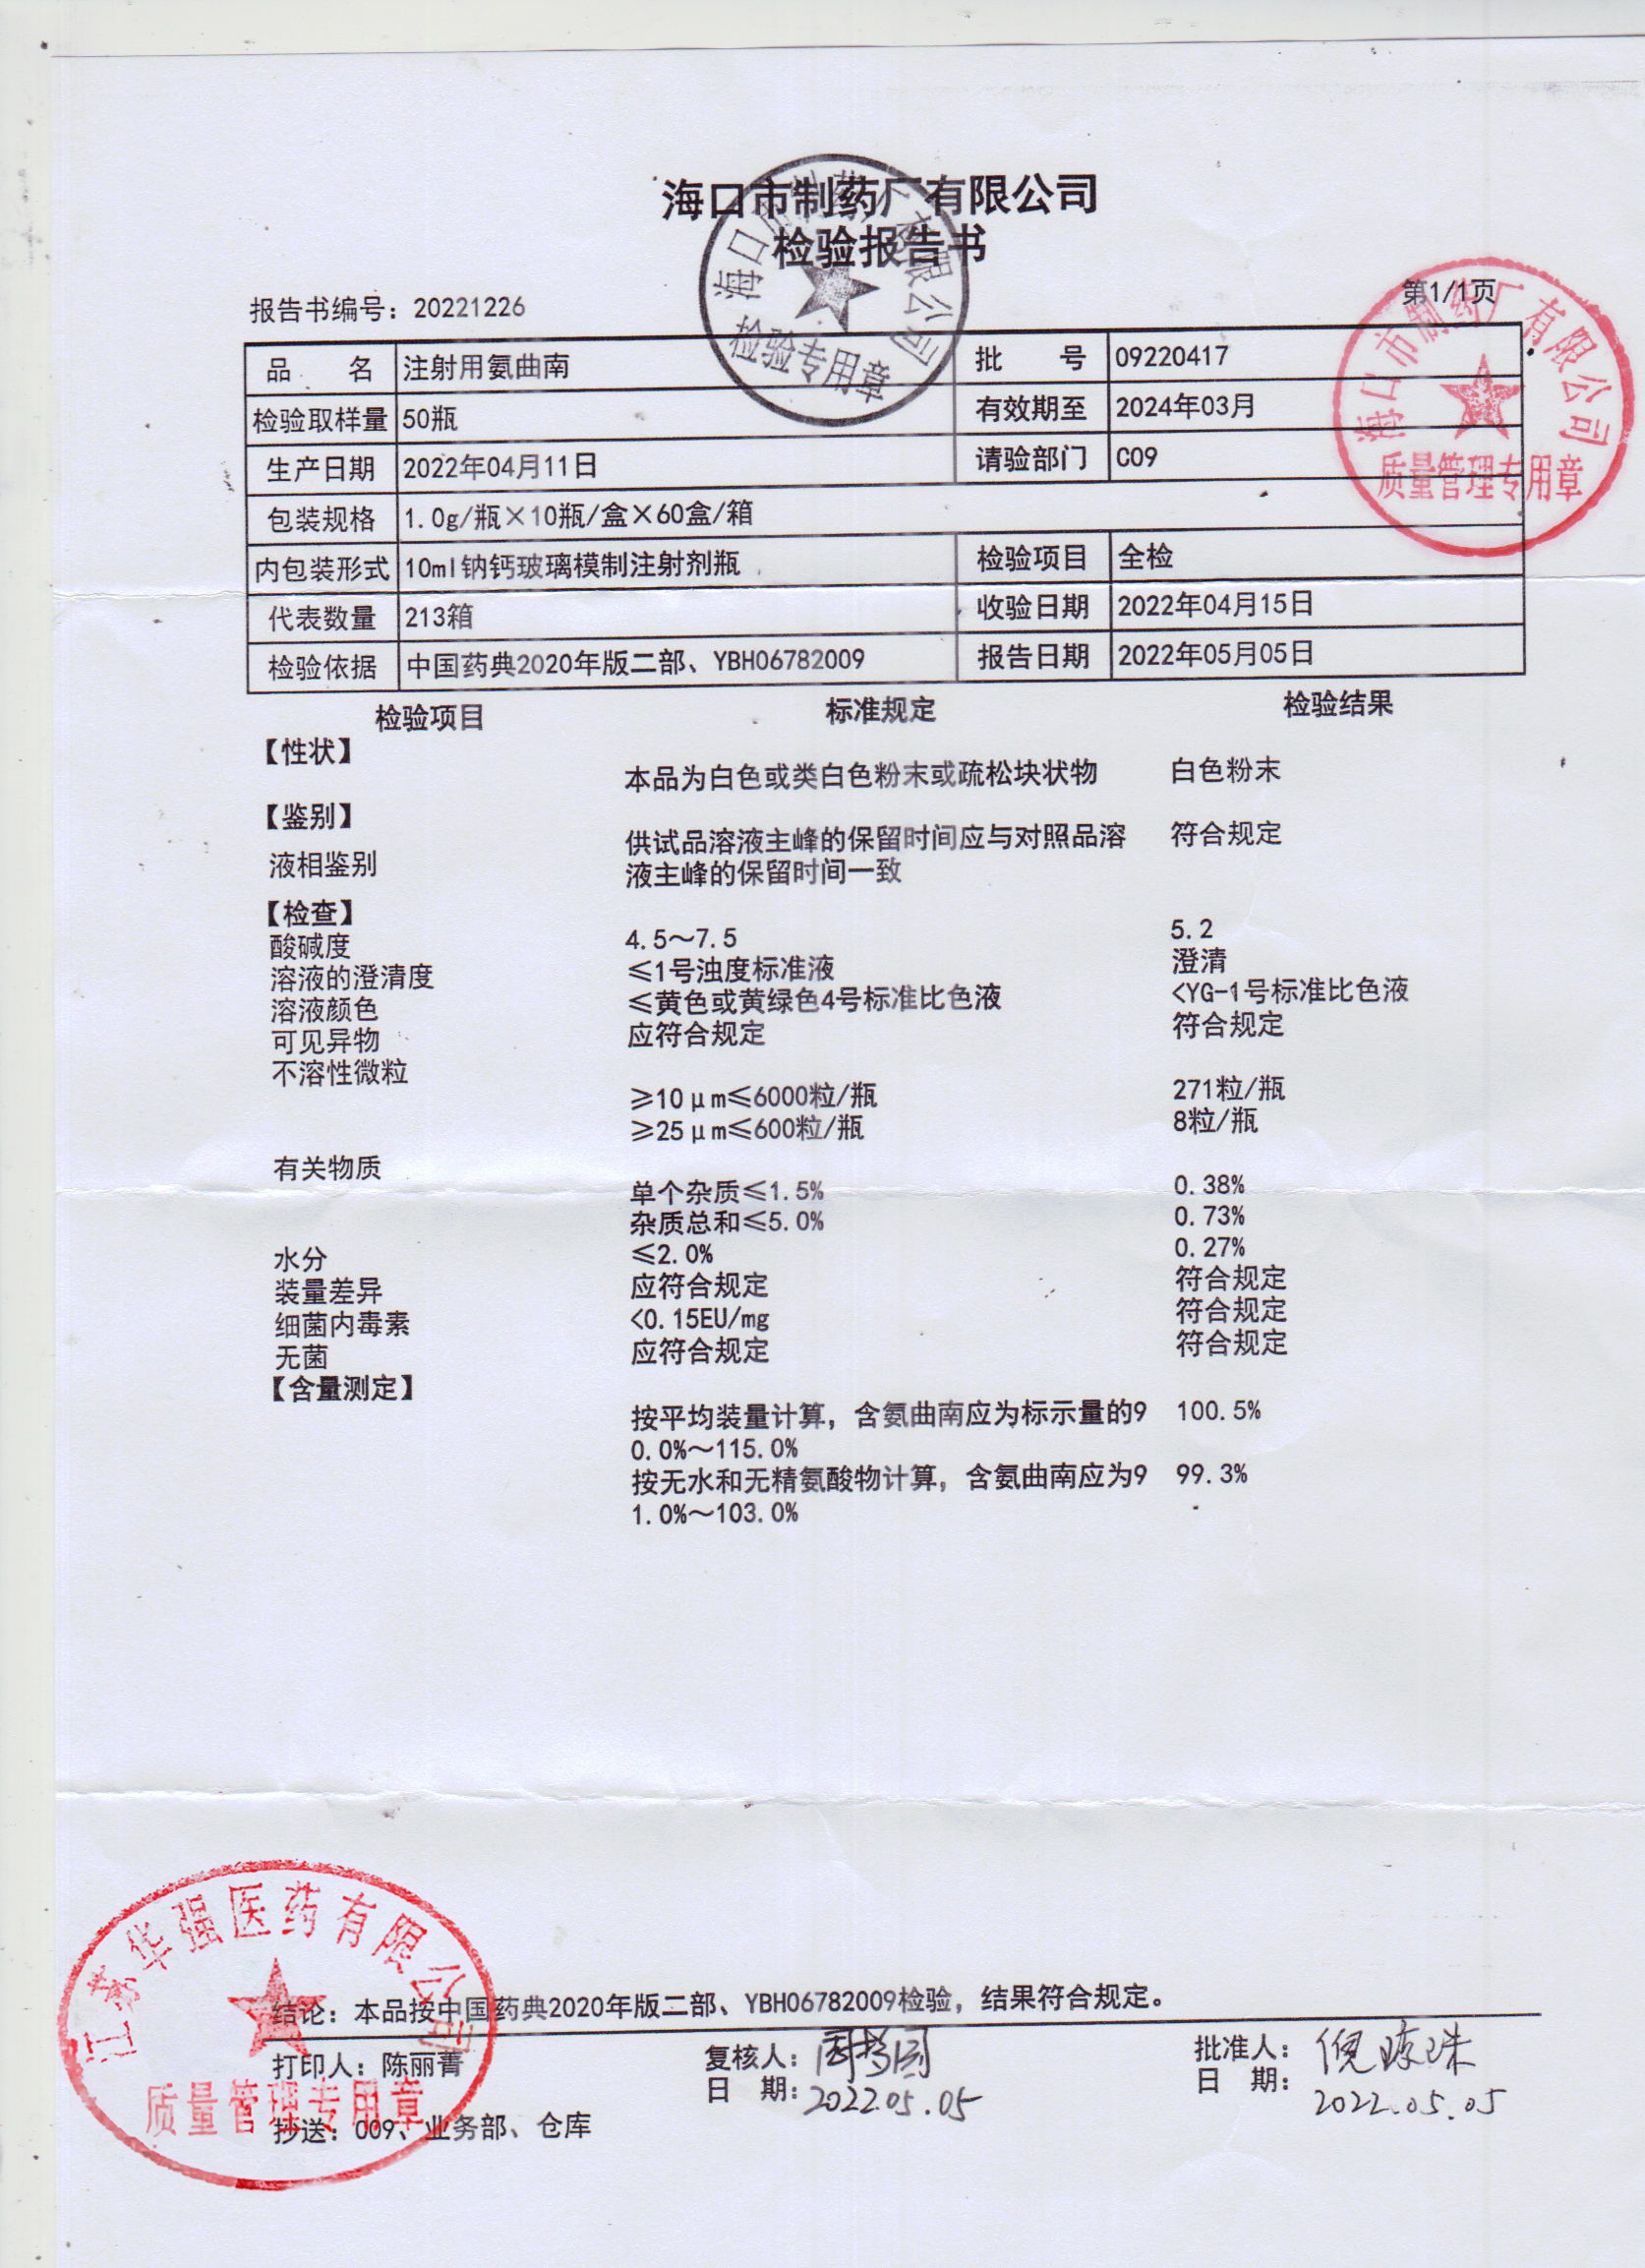 海口市制药厂有限公司
检验报告书
海口市制药厂有限公司
检验专用章
报告书编号：20221226
第1/1页
海口市制药厂有限公司
质量管理专用章
品 名 注射用氨曲南 批 号 09220417
检验取样量 50瓶 有效期至 2024年03月
生产日期 2022年04月11日 请验部门 C09
包装规格 1.0g/瓶×10瓶/盒×60盒/箱
内包装形式 10ml钠钙玻璃模制注射剂瓶 检验项目 全检
代表数量 213箱 收验日期 2022年04月15日
检验依据 中国药典2020年版二部、YBH06782009 报告日期 2022年05月05日
检验项目 标准规定 检验结果
【性状】
本品为白色或类白色粉末或疏松块状物 白色粉末
【鉴别】
供试品溶液主峰的保留时间应与对照品溶 符合规定
液相鉴别 液主峰的保留时间一致
【检查】
酸碱度 4.5～7.5 5.2
溶液的澄清度 ≤1号浊度标准液 澄清
溶液颜色 ≤黄色或黄绿色4号标准比色液 <YG-1号标准比色液
可见异物 应符合规定 符合规定
不溶性微粒
≥10μm≤6000粒/瓶 271粒/瓶
≥25μm≤600粒/瓶 8粒/瓶
有关物质
单个杂质≤1.5% 0.38%
杂质总和≤5.0% 0.73%
水分 ≤2.0% 0.27%
装量差异 应符合规定 符合规定
细菌内毒素 <0.15EU/mg 符合规定
无菌 应符合规定 符合规定
【含量测定】
按平均装量计算，含氨曲南应为标示量的9 100.5%
0.0%～115.0%
按无水和无精氨酸物计算，含氨曲南应为9 99.3%
1.0%～103.0%
江苏华强医药有限公司
质量管理专用章
结论：本品按中国药典2020年版二部、YBH06782009检验，结果符合规定。
打印人：陈丽菁 复核人： 批准人：倪琼珠
日 期：2022.05.05 日 期：2022.05.05
抄送：009、业务部、仓库